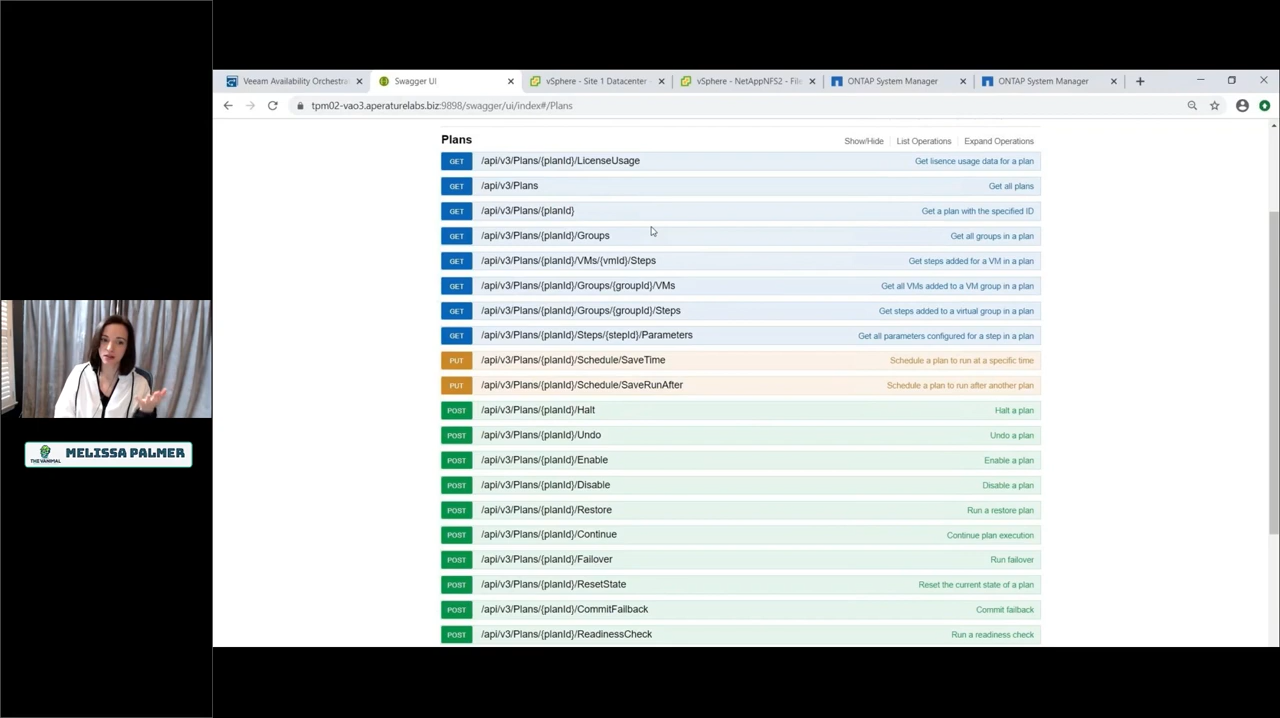 Veeam Availability Orchestra
Swagger UI
vSphere - Site 1 Datacenter -
vSphere - NetAppNFS2 - File
ONTAP System Manager
ONTAP System Manager
tpm02-vao3.aperaturelabs.biz:9898/swagger/ui/index#/Plans
Plans
Show/Hide
List Operations
Expand Operations
GET /api/v3/Plans/{planId}/LicenseUsage Get lisence usage data for a plan
GET /api/v3/Plans Get all plans
GET /api/v3/Plans/{planId} Get a plan with the specified ID
GET /api/v3/Plans/{planId}/Groups Get all groups in a plan
GET /api/v3/Plans/{planId}/VMs/{vmId}/Steps Get steps added for a VM in a plan
GET /api/v3/Plans/{planId}/Groups/{groupId}/VMs Get all VMs added to a VM group in a plan
GET /api/v3/Plans/{planId}/Groups/{groupId}/Steps Get steps added to a virtual group in a plan
GET /api/v3/Plans/{planId}/Steps/{stepId}/Parameters Get all parameters configured for a step in a plan
PUT /api/v3/Plans/{planId}/Schedule/SaveTime Schedule a plan to run at a specific time
PUT /api/v3/Plans/{planId}/Schedule/SaveRunAfter Schedule a plan to run after another plan
POST /api/v3/Plans/{planId}/Halt Halt a plan
POST /api/v3/Plans/{planId}/Undo Undo a plan
POST /api/v3/Plans/{planId}/Enable Enable a plan
POST /api/v3/Plans/{planId}/Disable Disable a plan
POST /api/v3/Plans/{planId}/Restore Run a restore plan
POST /api/v3/Plans/{planId}/Continue Continue plan execution
POST /api/v3/Plans/{planId}/Failover Run failover
POST /api/v3/Plans/{planId}/ResetState Reset the current state of a plan
POST /api/v3/Plans/{planId}/CommitFailback Commit failback
POST /api/v3/Plans/{planId}/ReadinessCheck Run a readiness check
THE VANIMAL
MELISSA PALMER